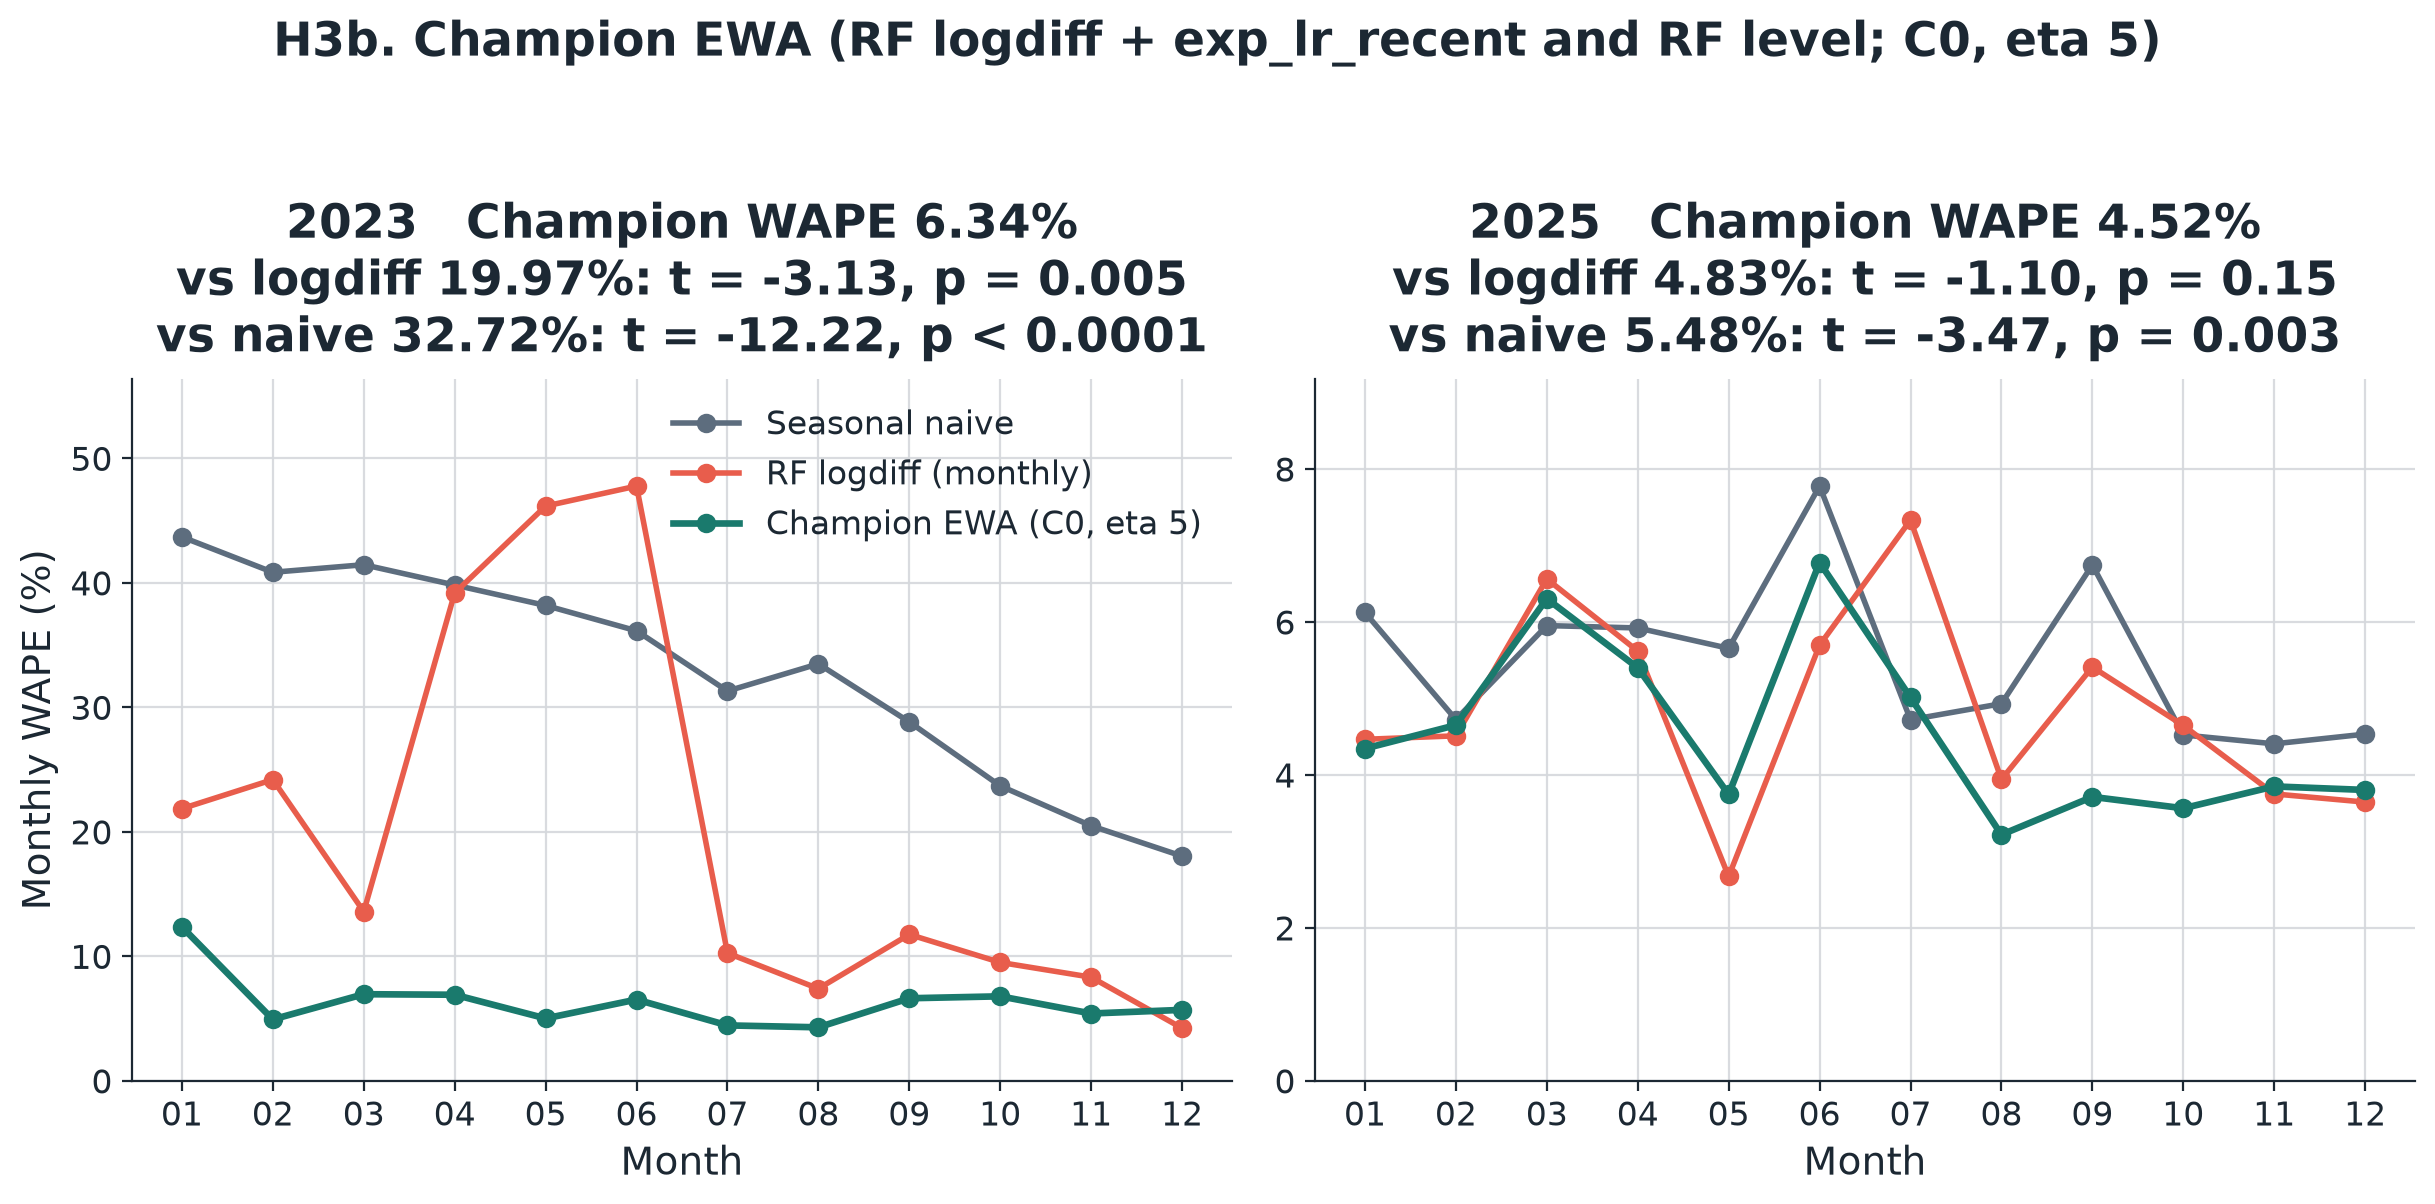 H3b. Champion EWA (RF logdiff + exp_lr_recent and RF level; C0, eta 5)
2023   Champion WAPE 6.34%
vs logdiff 19.97%: t = -3.13, p = 0.005
vs naive 32.72%: t = -12.22, p < 0.0001
Seasonal naive
RF logdiff (monthly)
Champion EWA (C0, eta 5)
Monthly WAPE (%)
50
40
30
20
10
0
01 02 03 04 05 06 07 08 09 10 11 12
Month
2025   Champion WAPE 4.52%
vs logdiff 4.83%: t = -1.10, p = 0.15
vs naive 5.48%: t = -3.47, p = 0.003
8
6
4
2
0
01 02 03 04 05 06 07 08 09 10 11 12
Month